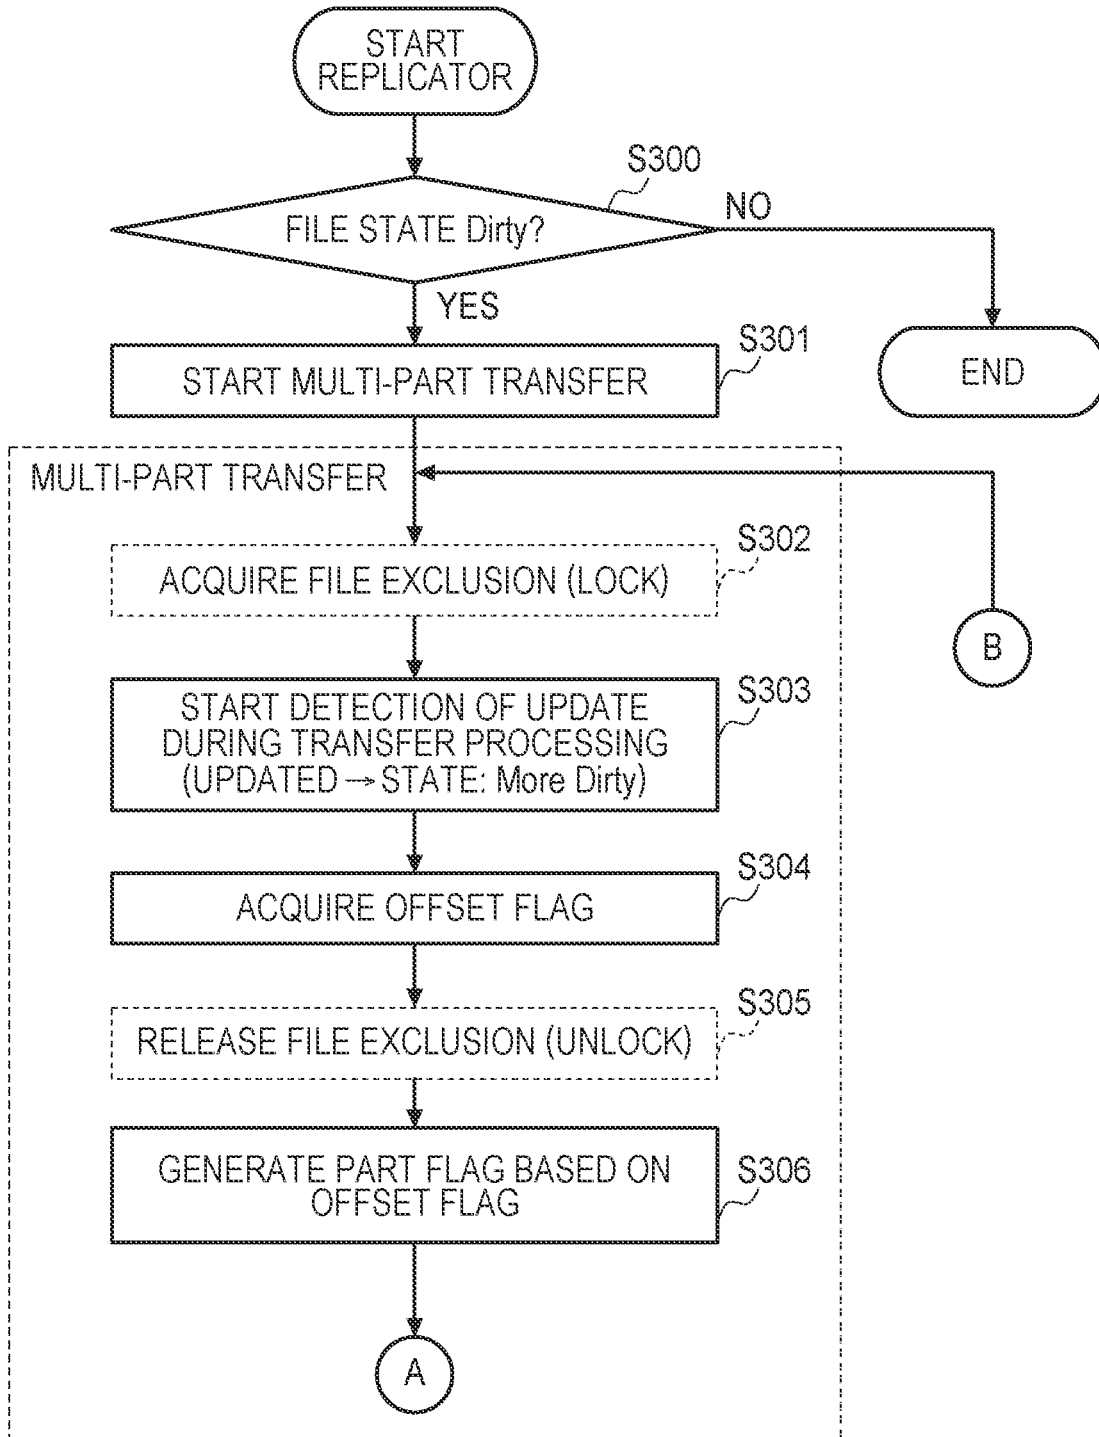 START
REPLICATOR
S300
FILE STATE Dirty?
NO
YES
S301
START MULTI-PART TRANSFER
END
MULTI-PART TRANSFER
S302
ACQUIRE FILE EXCLUSION (LOCK)
B
S303
START DETECTION OF UPDATE
DURING TRANSFER PROCESSING
(UPDATED → STATE: More Dirty)
S304
ACQUIRE OFFSET FLAG
S305
RELEASE FILE EXCLUSION (UNLOCK)
GENERATE PART FLAG BASED ON
OFFSET FLAG
S306
A